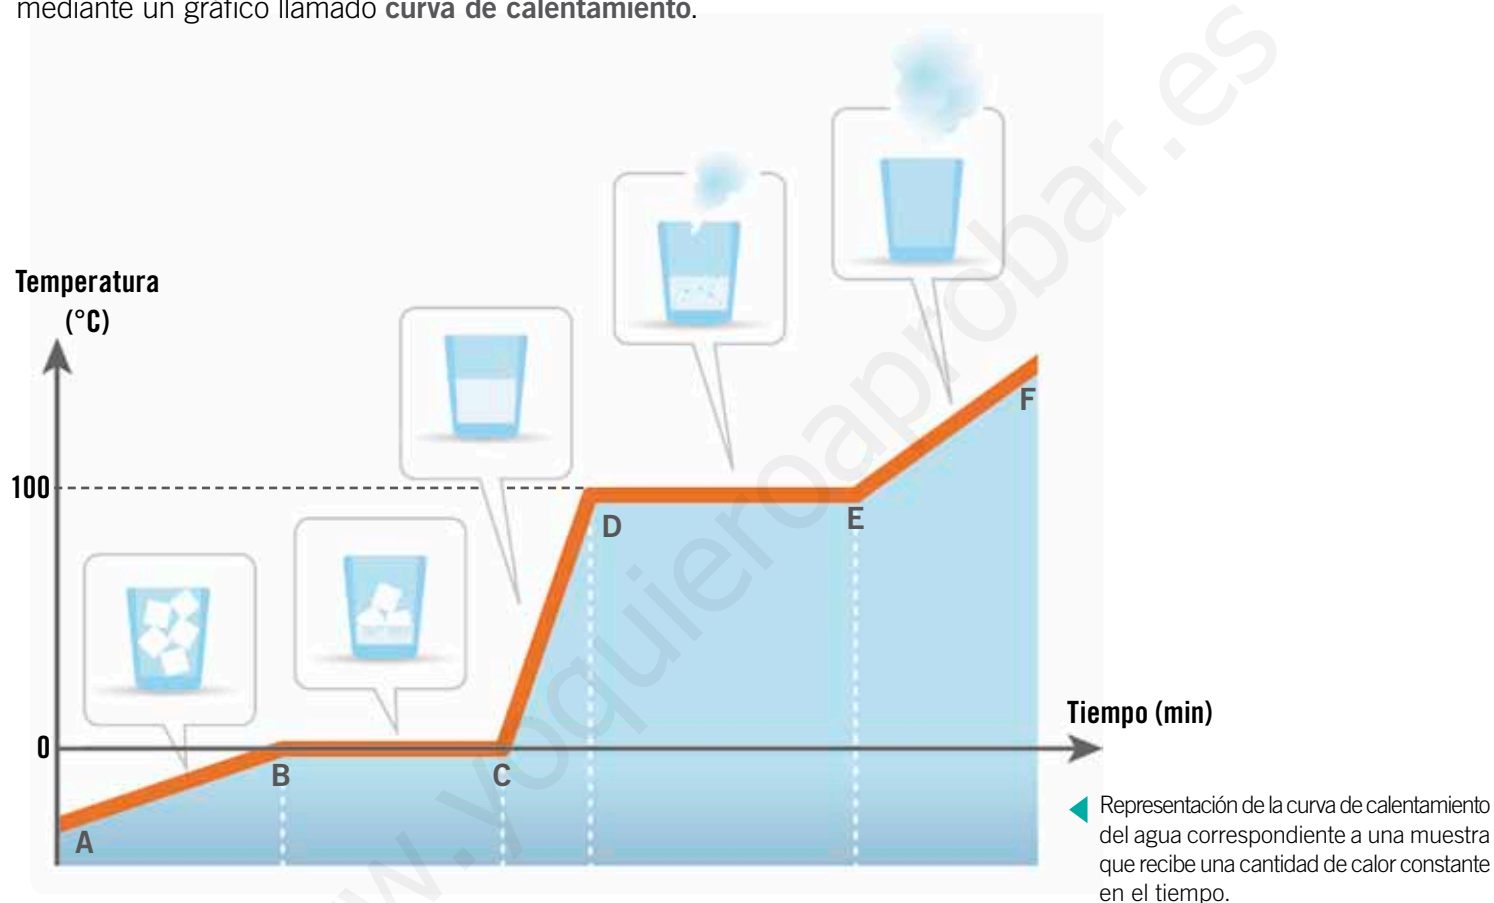 mediante un gráfico llamado curva de calentamiento.
Temperatura
(°C)
100
0
A
B
C
D
E
F
Tiempo (min)
Representación de la curva de calentamiento
del agua correspondiente a una muestra
que recibe una cantidad de calor constante
en el tiempo.
w.yoquieroaprobar.es